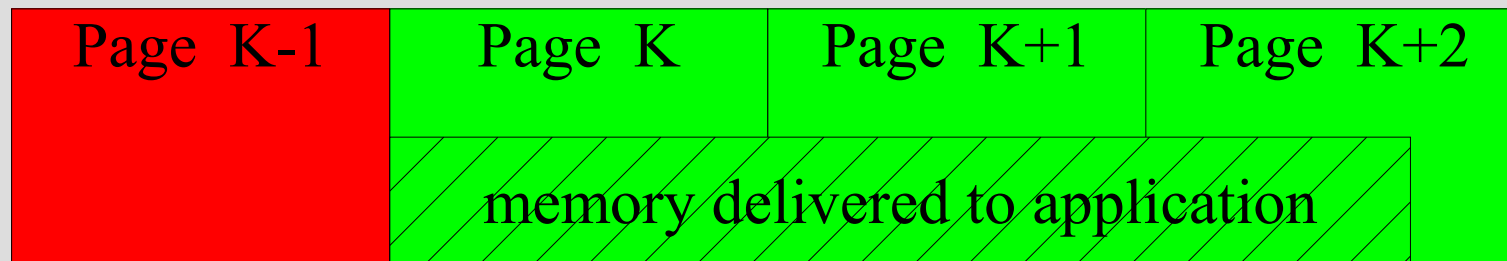 Page K-1 Page K Page K+1 Page K+2
memory delivered to application